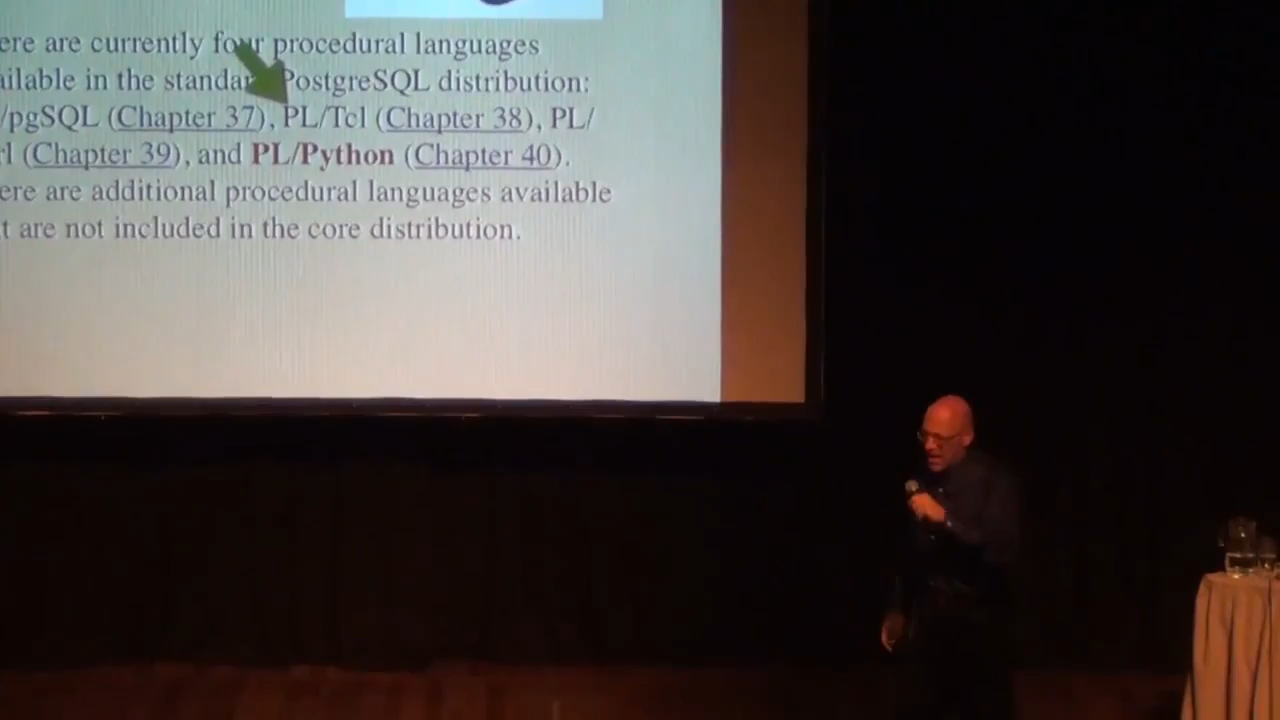 ere are currently four procedural languages
ailable in the standard PostgreSQL distribution:
/pgSQL (Chapter 37), PL/Tcl (Chapter 38), PL/
rl (Chapter 39), and PL/Python (Chapter 40).
ere are additional procedural languages available
t are not included in the core distribution.